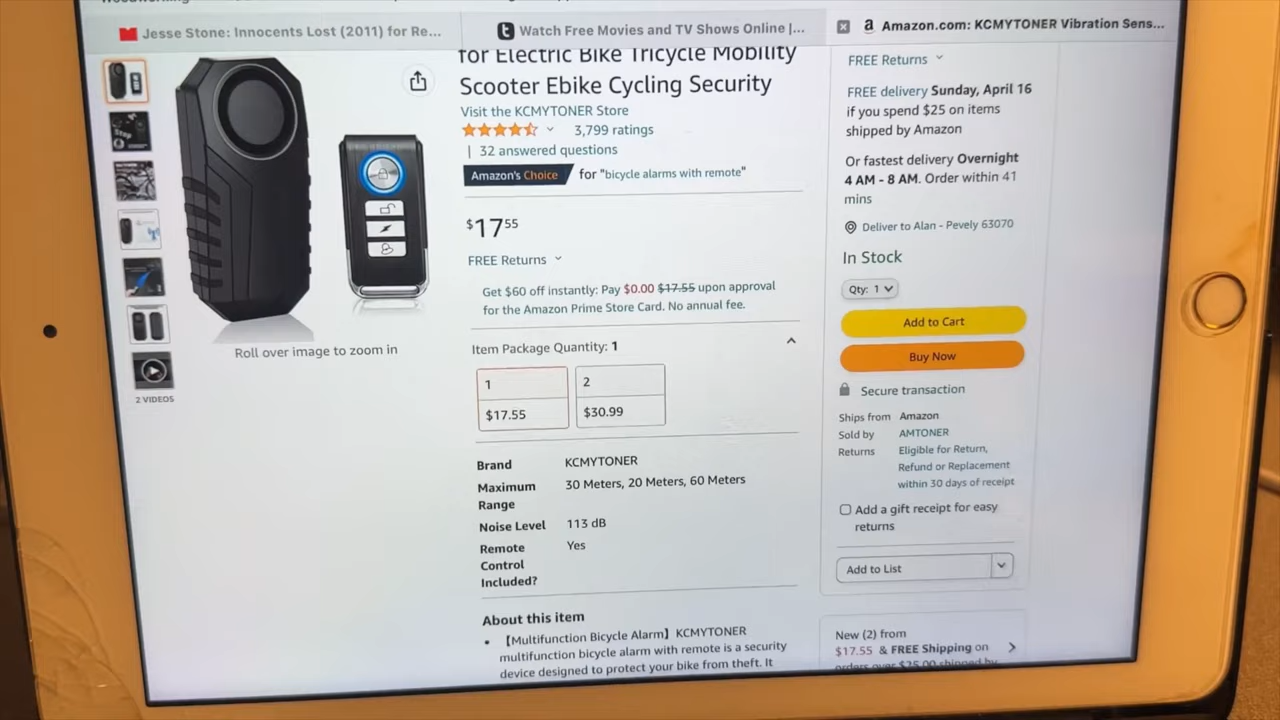 Jesse Stone: Innocents Lost (2011) for Re...
Watch Free Movies and TV Shows Online |...
a Amazon.com: KCMYTONER Vibration Sens...
for Electric Bike Tricycle Mobility
Scooter Ebike Cycling Security
Visit the KCMYTONER Store
3,799 ratings
| 32 answered questions
Amazon's Choice for "bicycle alarms with remote"
$17.55
FREE Returns
Get $60 off instantly: Pay $0.00 $17.55 upon approval
for the Amazon Prime Store Card. No annual fee.
Roll over image to zoom in
2 VIDEOS
Item Package Quantity: 1
1
$17.55
2
$30.99
Brand KCMYTONER
Maximum Range 30 Meters, 20 Meters, 60 Meters
Noise Level 113 dB
Remote Control Included? Yes
About this item
• 【Multifunction Bicycle Alarm】KCMYTONER
multifunction bicycle alarm with remote is a security
device designed to protect your bike from theft. It
FREE Returns
FREE delivery Sunday, April 16
if you spend $25 on items
shipped by Amazon
Or fastest delivery Overnight
4 AM - 8 AM. Order within 41
mins
Deliver to Alan - Pevely 63070
In Stock
Qty: 1
Add to Cart
Buy Now
Secure transaction
Ships from Amazon
Sold by AMTONER
Returns Eligible for Return,
Refund or Replacement
within 30 days of receipt
Add a gift receipt for easy
returns
Add to List
New (2) from
$17.55 & FREE Shipping on
orders over $25.00 shipped by